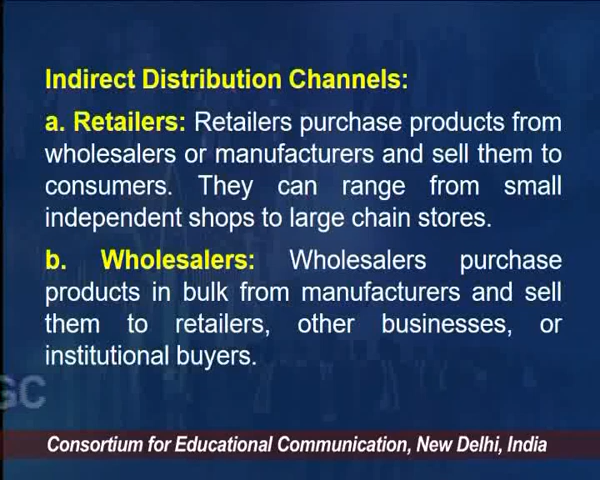 Indirect Distribution Channels:
a. Retailers: Retailers purchase products from
wholesalers or manufacturers and sell them to
consumers. They can range from small
independent shops to large chain stores.
b. Wholesalers: Wholesalers purchase
products in bulk from manufacturers and sell
them to retailers, other businesses, or
institutional buyers.
GC
Consortium for Educational Communication, New Delhi, India